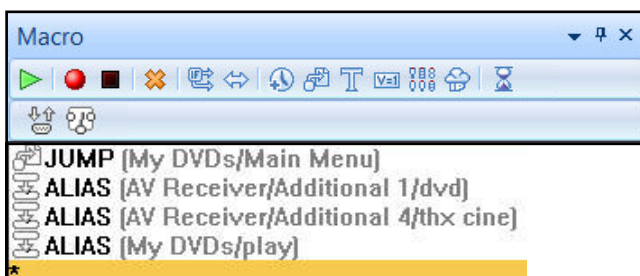 Macro
T V=1
JUMP (My DVDs/Main Menu)
ALIAS (AV Receiver/Additional 1/dvd)
ALIAS (AV Receiver/Additional 4/thx cine)
ALIAS (My DVDs/play)
*